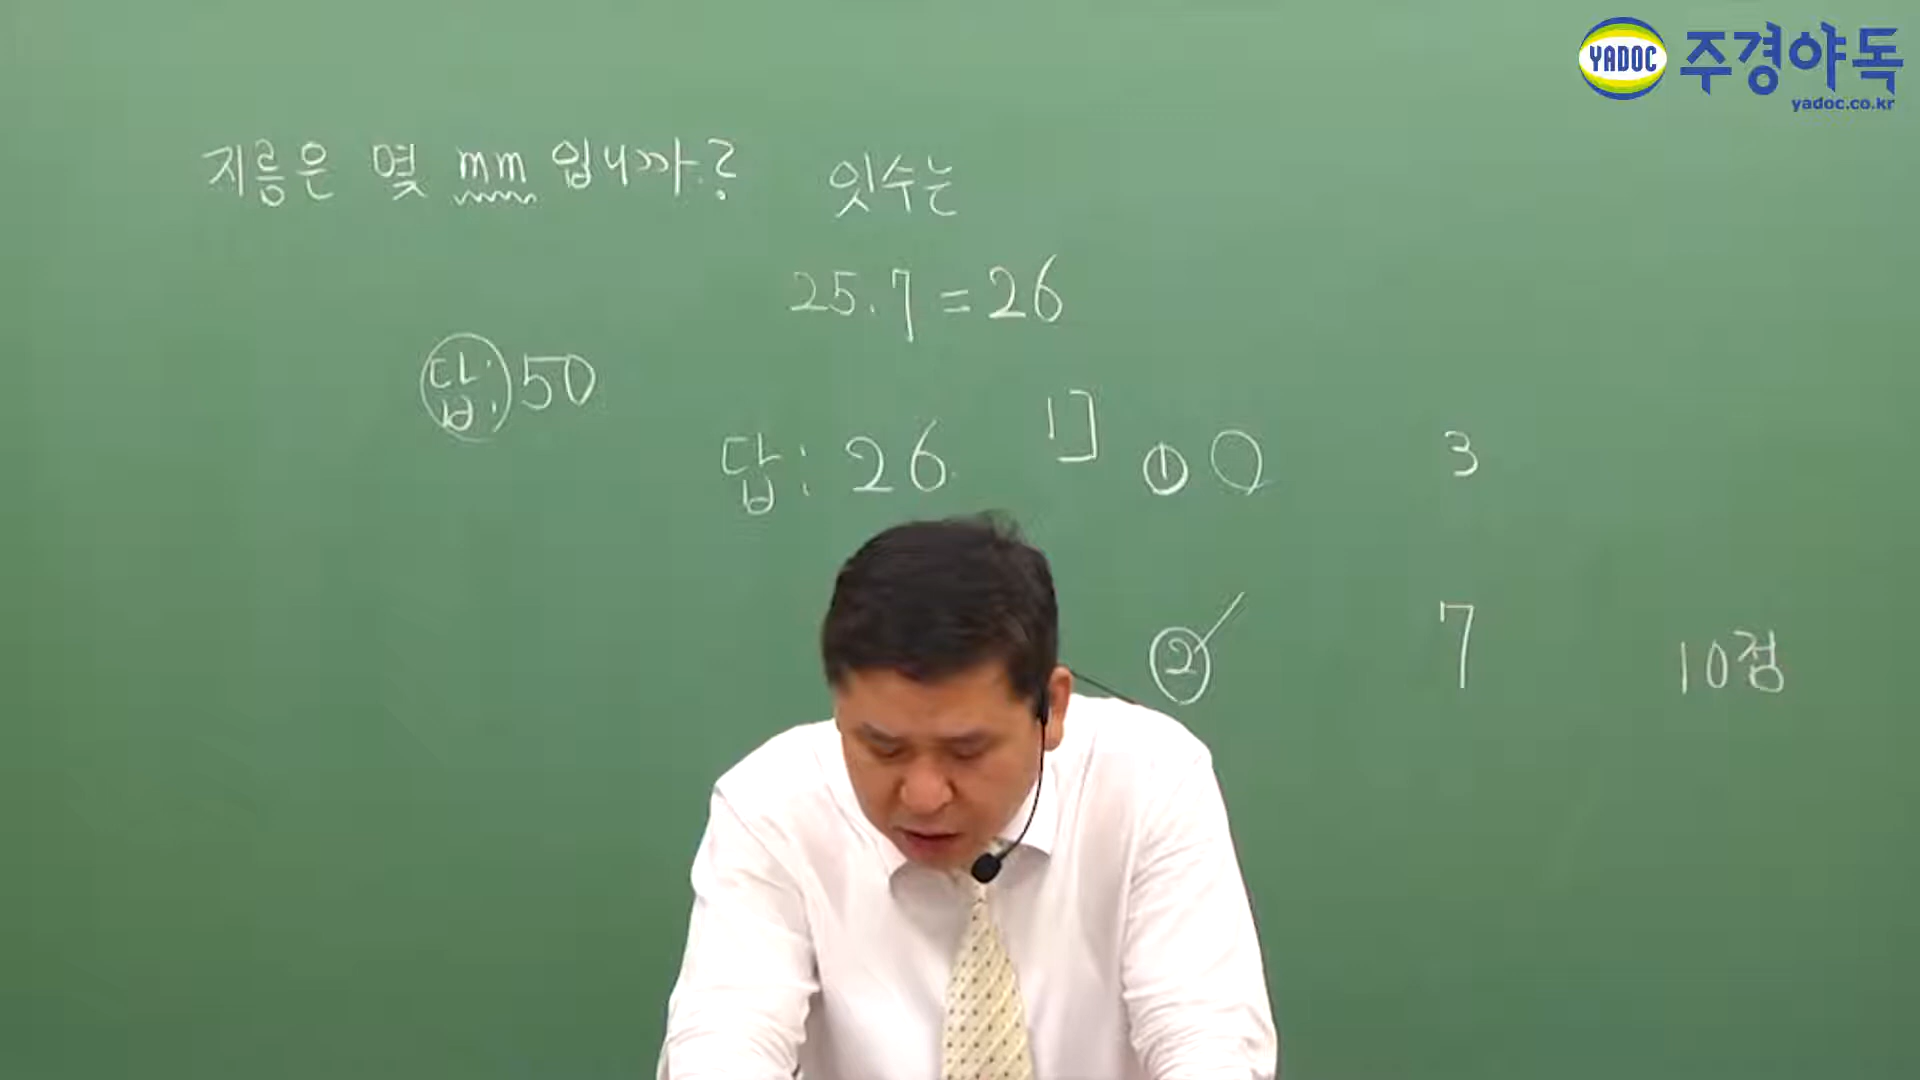 YADOC 주경야독
yadoc.co.kr
지름은 몇 mm 입니까? 잇수는
25.7=26
답: 50
답: 26 1] ① ○ 3
② 7 10점